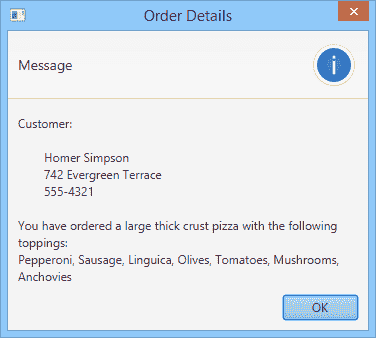 Order Details
Message
Customer:
Homer Simpson
742 Evergreen Terrace
555-4321
You have ordered a large thick crust pizza with the following
toppings:
Pepperoni, Sausage, Linguica, Olives, Tomatoes, Mushrooms,
Anchovies
OK